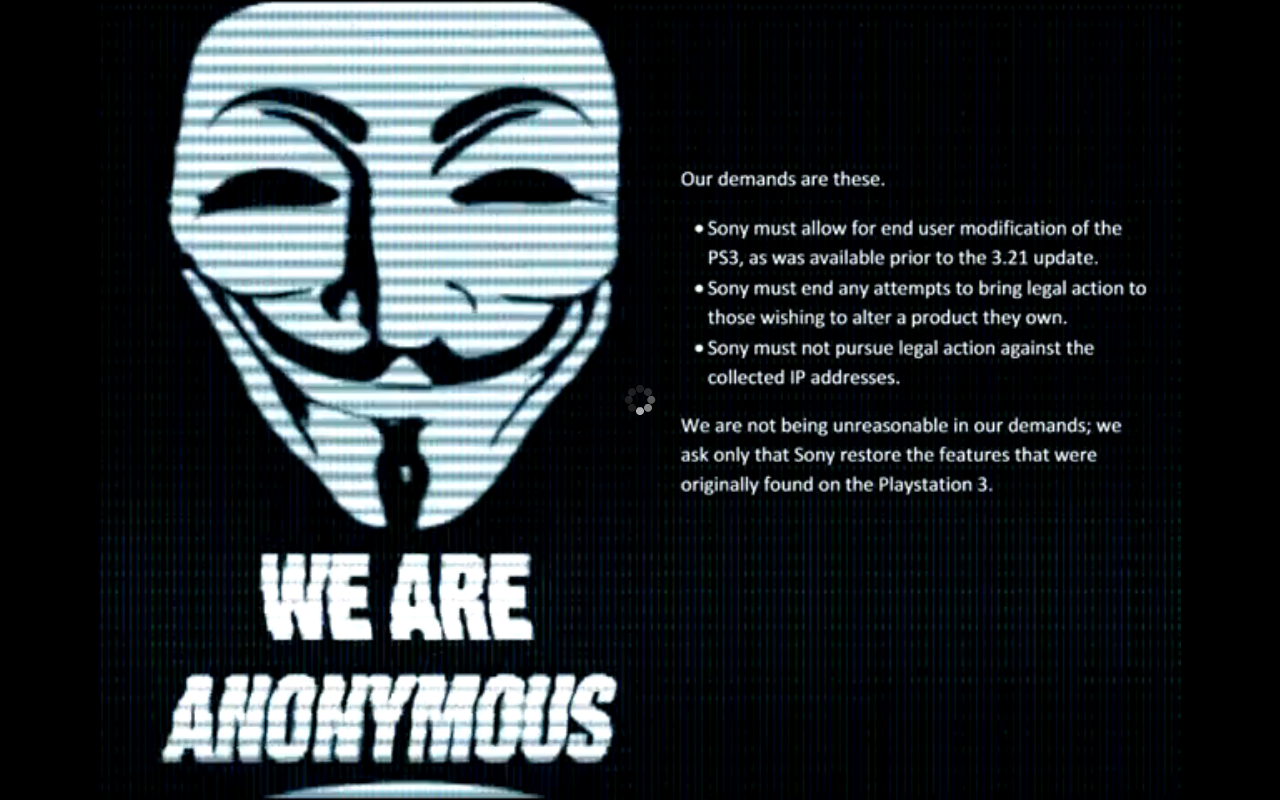 Our demands are these.
• Sony must allow for end user modification of the
PS3, as was available prior to the 3.21 update.
• Sony must end any attempts to bring legal action to
those wishing to alter a product they own.
• Sony must not pursue legal action against the
collected IP addresses.
We are not being unreasonable in our demands; we
ask only that Sony restore the features that were
originally found on the Playstation 3.
WE ARE
ANONYMOUS